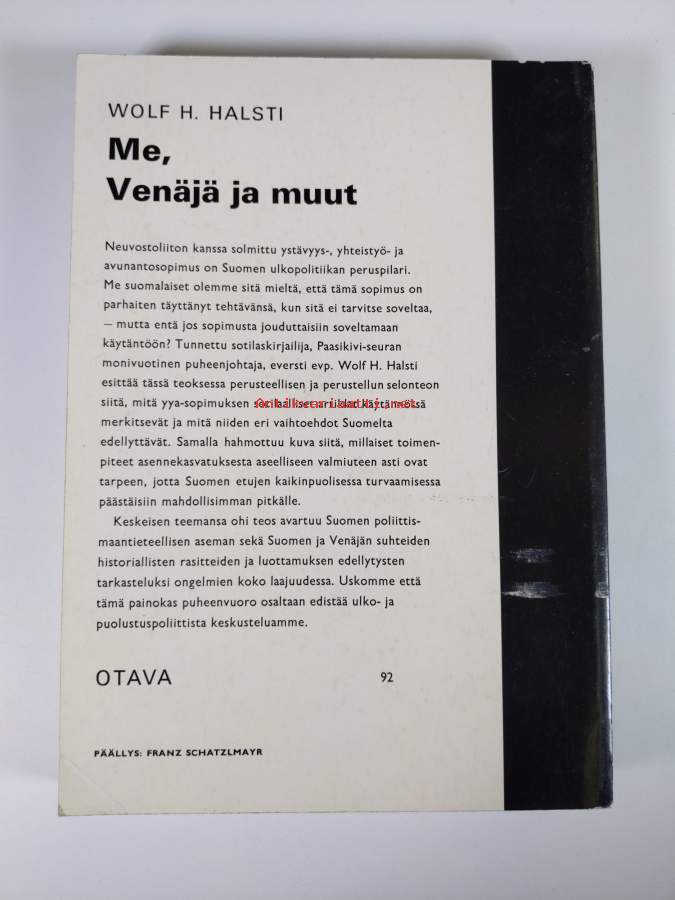 WOLF H. HALSTI
Me,
Venäjä ja muut
Neuvostoliiton kanssa solmittu ystävyys-, yhteistyö- ja
avunantosopimus on Suomen ulkopolitiikan peruspilari.
Me suomalaiset olemme sitä mieltä, että tämä sopimus on
parhaiten täyttänyt tehtävänsä, kun sitä ei tarvitse soveltaa,
— mutta entä jos sopimusta jouduttaisiin soveltamaan
käytäntöön? Tunnettu sotilaskirjailija, Paasikivi-seuran
monivuotinen puheenjohtaja, eversti evp. Wolf H. Halsti
esittää tässä teoksessa perusteellisen ja perustellun selonteon
siitä, mitä yya-sopimuksen sotilaalliset artiklat käytännössä
merkitsevät ja mitä niiden eri vaihtoehdot Suomelta
edellyttävät. Samalla hahmottuu kuva siitä, millaiset toimen-
piteet asennekasvatuksesta aseelliseen valmiuteen asti ovat
tarpeen, jotta Suomen etujen kaikinpuolisessa turvaamisessa
päästäisiin mahdollisimman pitkälle.
Keskeisen teemansa ohi teos avartuu Suomen poliittis-
maantieteellisen aseman sekä Suomen ja Venäjän suhteiden
historiallisten rasitteiden ja luottamuksen edellytysten
tarkasteluksi ongelmien koko laajuudessa. Uskomme että
tämä painokas puheenvuoro osaltaan edistää ulko- ja
puolustuspoliittista keskusteluamme.
OTAVA 92
PÄÄLLYS: FRANZ SCHATZLMAYR